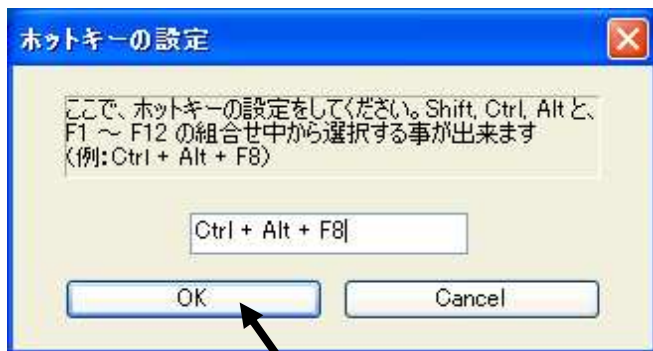 ホットキーの設定
ここで、ホットキーの設定をしてください。Shift, Ctrl, Alt と、
F1 ～ F12 の組合せ中から選択する事が出来ます
(例:Ctrl + Alt + F8)
Ctrl + Alt + F8
OK
Cancel